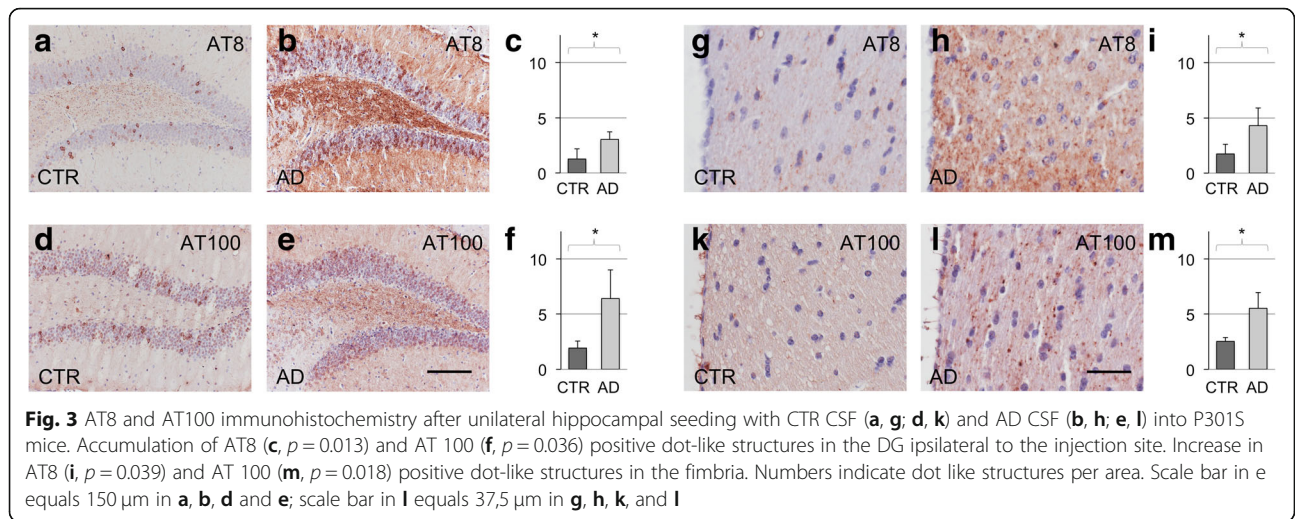 a AT8
CTR
b AT8
AD
c
*
10
5
0
CTR AD
g AT8
CTR
h AT8
AD
i
*
10
5
0
CTR AD
d AT100
CTR
e AT100
AD
f
*
10
5
0
CTR AD
k AT100
CTR
l AT100
AD
m
*
10
5
0
CTR AD
Fig. 3 AT8 and AT100 immunohistochemistry after unilateral hippocampal seeding with CTR CSF (a, g; d, k) and AD CSF (b, h; e, l) into P301S
mice. Accumulation of AT8 (c, p = 0.013) and AT 100 (f, p = 0.036) positive dot-like structures in the DG ipsilateral to the injection site. Increase in
AT8 (i, p = 0.039) and AT 100 (m, p = 0.018) positive dot-like structures in the fimbria. Numbers indicate dot like structures per area. Scale bar in e
equals 150 μm in a, b, d and e; scale bar in l equals 37,5 μm in g, h, k, and l